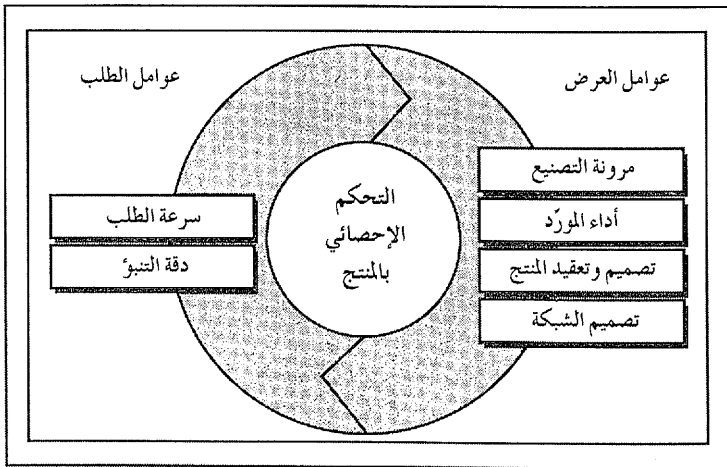 عوامل العرض
عوامل الطلب
مرونة التصنيع
أداء المورّد
تصميم وتعقيد المنتج
تصميم الشبكة
التحكم
الإحصائي
بالمنتج
سرعة الطلب
دقة التنبؤ